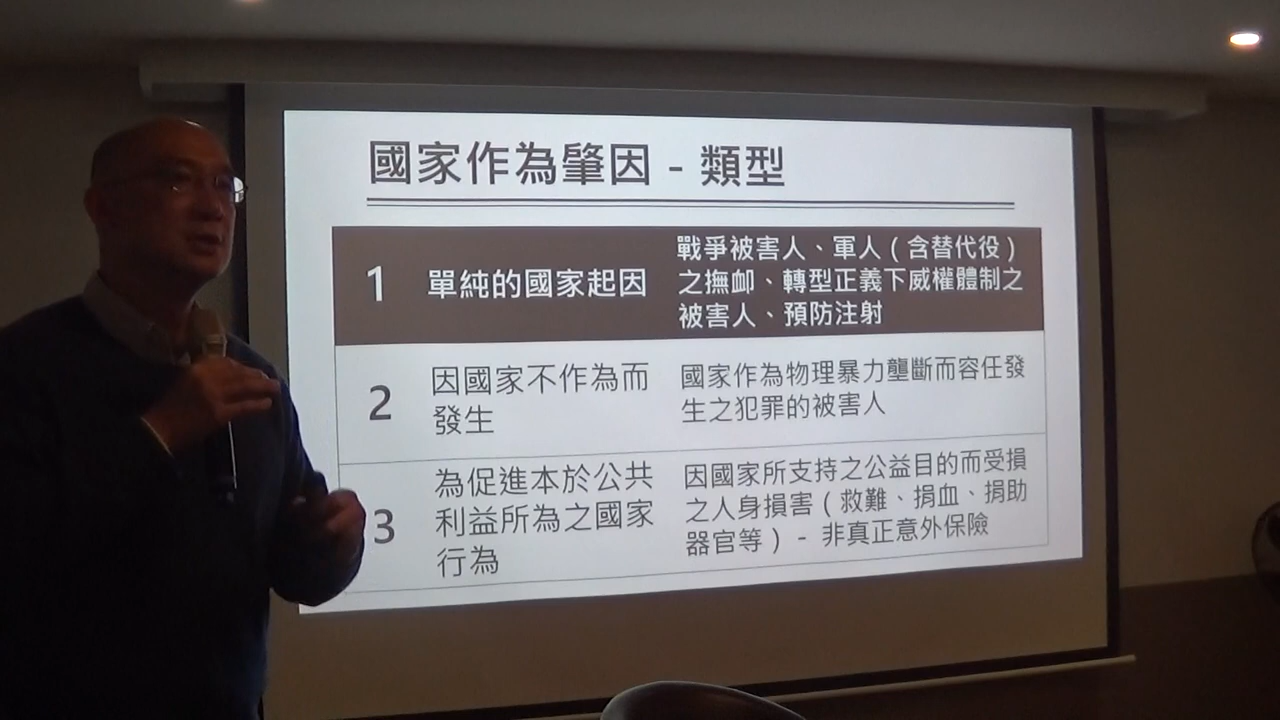 國家作為肇因 - 類型
1
單純的國家起因
戰爭被害人、軍人(含替代役)
之撫卹、轉型正義下威權體制之
被害人、預防注射
2
因國家不作為而
發生
國家作為物理暴力壟斷而容任發
生之犯罪的被害人
3
為促進本於公共
利益所為之國家
行為
因國家所支持之公益目的而受損
之人身損害(救難、捐血、捐助
器官等) - 非真正意外保險